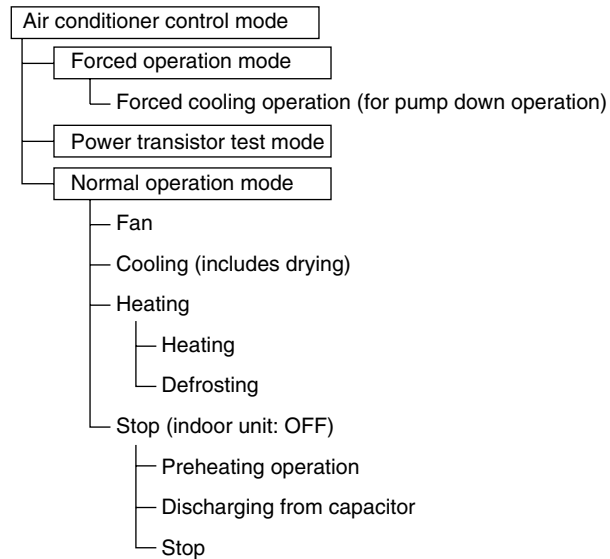 Air conditioner control mode
Forced operation mode
Forced cooling operation (for pump down operation)
Power transistor test mode
Normal operation mode
Fan
Cooling (includes drying)
Heating
Heating
Defrosting
Stop (indoor unit: OFF)
Preheating operation
Discharging from capacitor
Stop